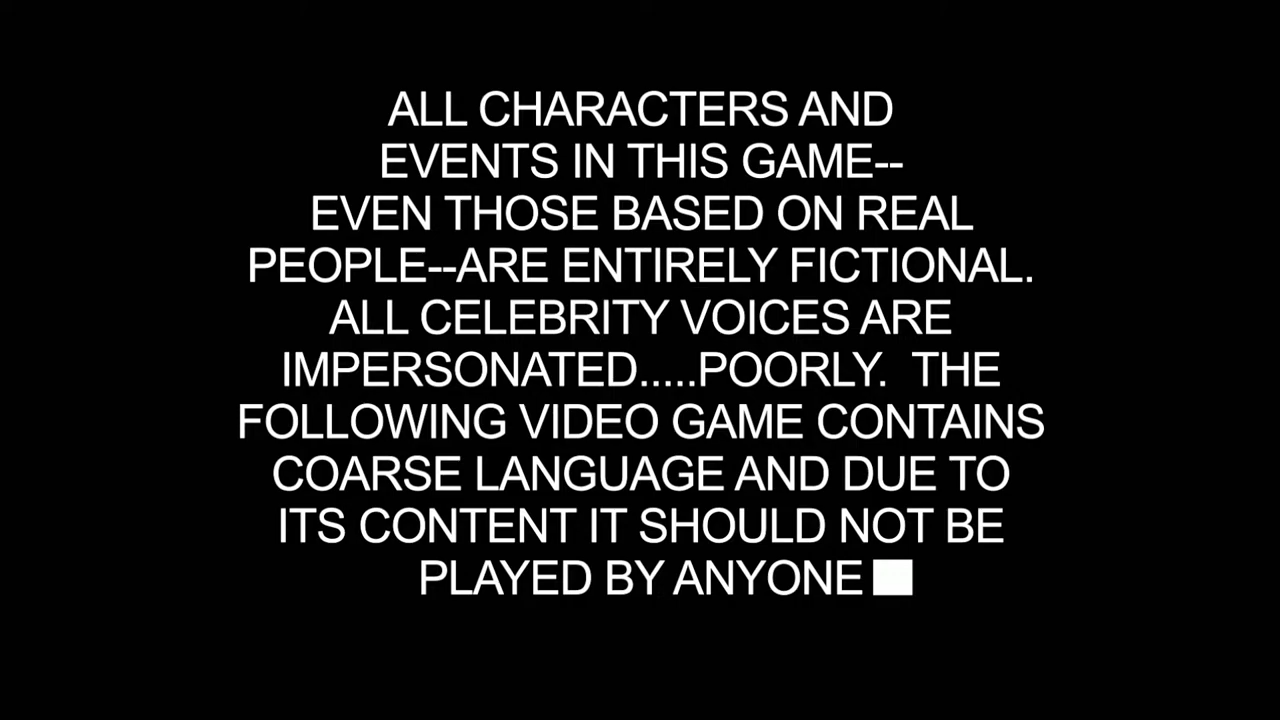 ALL CHARACTERS AND
EVENTS IN THIS GAME--
EVEN THOSE BASED ON REAL
PEOPLE--ARE ENTIRELY FICTIONAL.
ALL CELEBRITY VOICES ARE
IMPERSONATED.....POORLY.  THE
FOLLOWING VIDEO GAME CONTAINS
COARSE LANGUAGE AND DUE TO
ITS CONTENT IT SHOULD NOT BE
PLAYED BY ANYONE